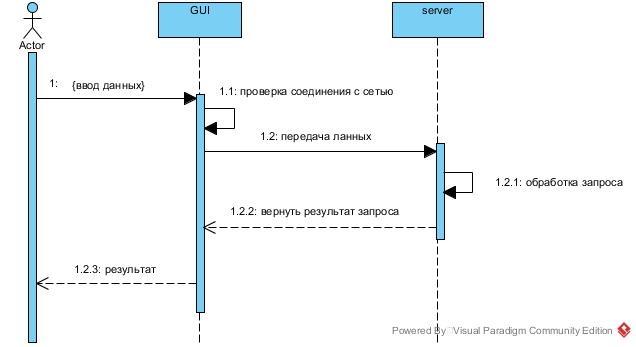 GUI
server
Actor
1: {ввод данных}
1.1: проверка соединения с сетью
1.2: передача ланных
1.2.1: обработка запроса
1.2.2: вернуть результат запроса
1.2.3: результат
Powered By Visual Paradigm Community Edition